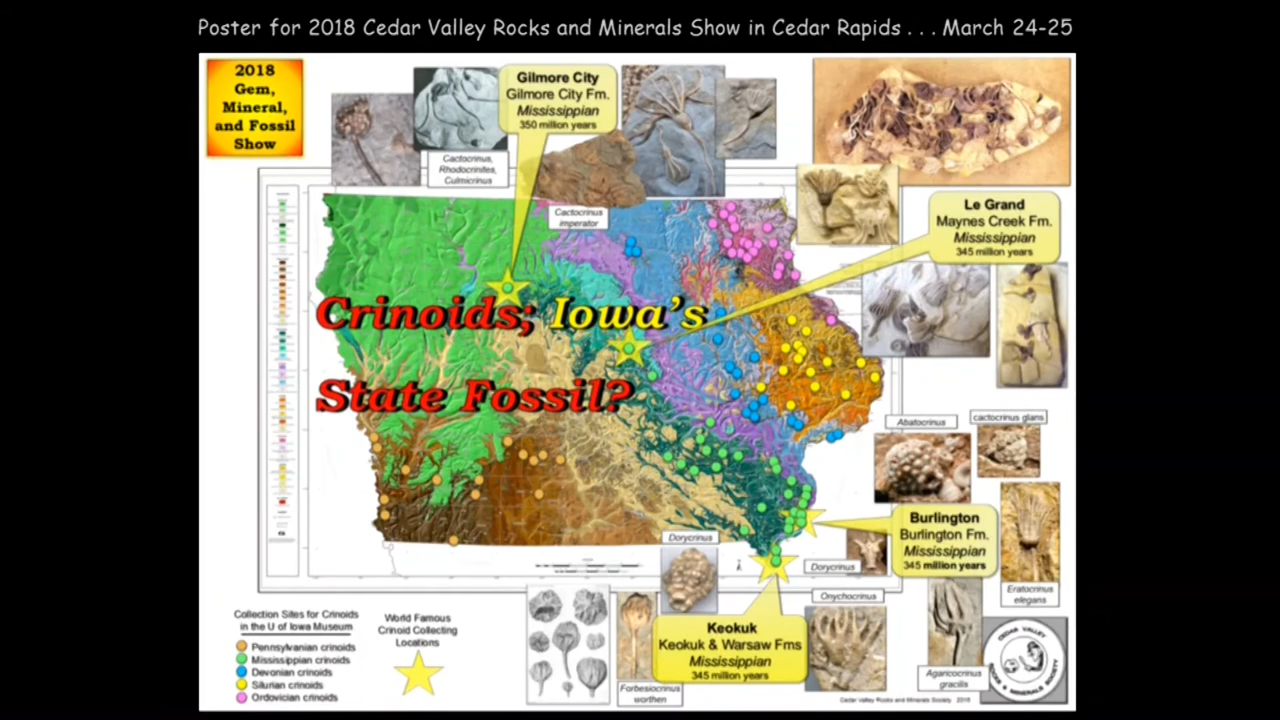 Poster for 2018 Cedar Valley Rocks and Minerals Show in Cedar Rapids . . . March 24-25
2018
Gem,
Mineral,
and Fossil
Show
Gilmore City
Gilmore City Fm.
Mississippian
350 million years
Cactocrinus,
Rhodocrinites,
Culmicrinus
Cactocrinus
imperator
Le Grand
Maynes Creek Fm.
Mississippian
345 million years
Crinoids; Iowa's
State Fossil?
Abatocrinus
cactocrinus glans
Burlington
Burlington Fm.
Mississippian
345 million years
Dorycrinus
Dorycrinus
Eratocrinus
elegans
Onychocrinus
Keokuk
Keokuk & Warsaw Fms
Mississippian
345 million years
Forbesiocrinus
worthen
Agaricocrinus
gracilis
Collection Sites for Crinoids
in the U of Iowa Museum
Pennsylvanian crinoids
Mississippian crinoids
Devonian crinoids
Silurian crinoids
Ordovician crinoids
World Famous
Crinoid Collecting
Locations
CEDAR VALLEY
ROCKS & MINERALS SOCIETY
Cedar Valley Rocks and Minerals Society 2018